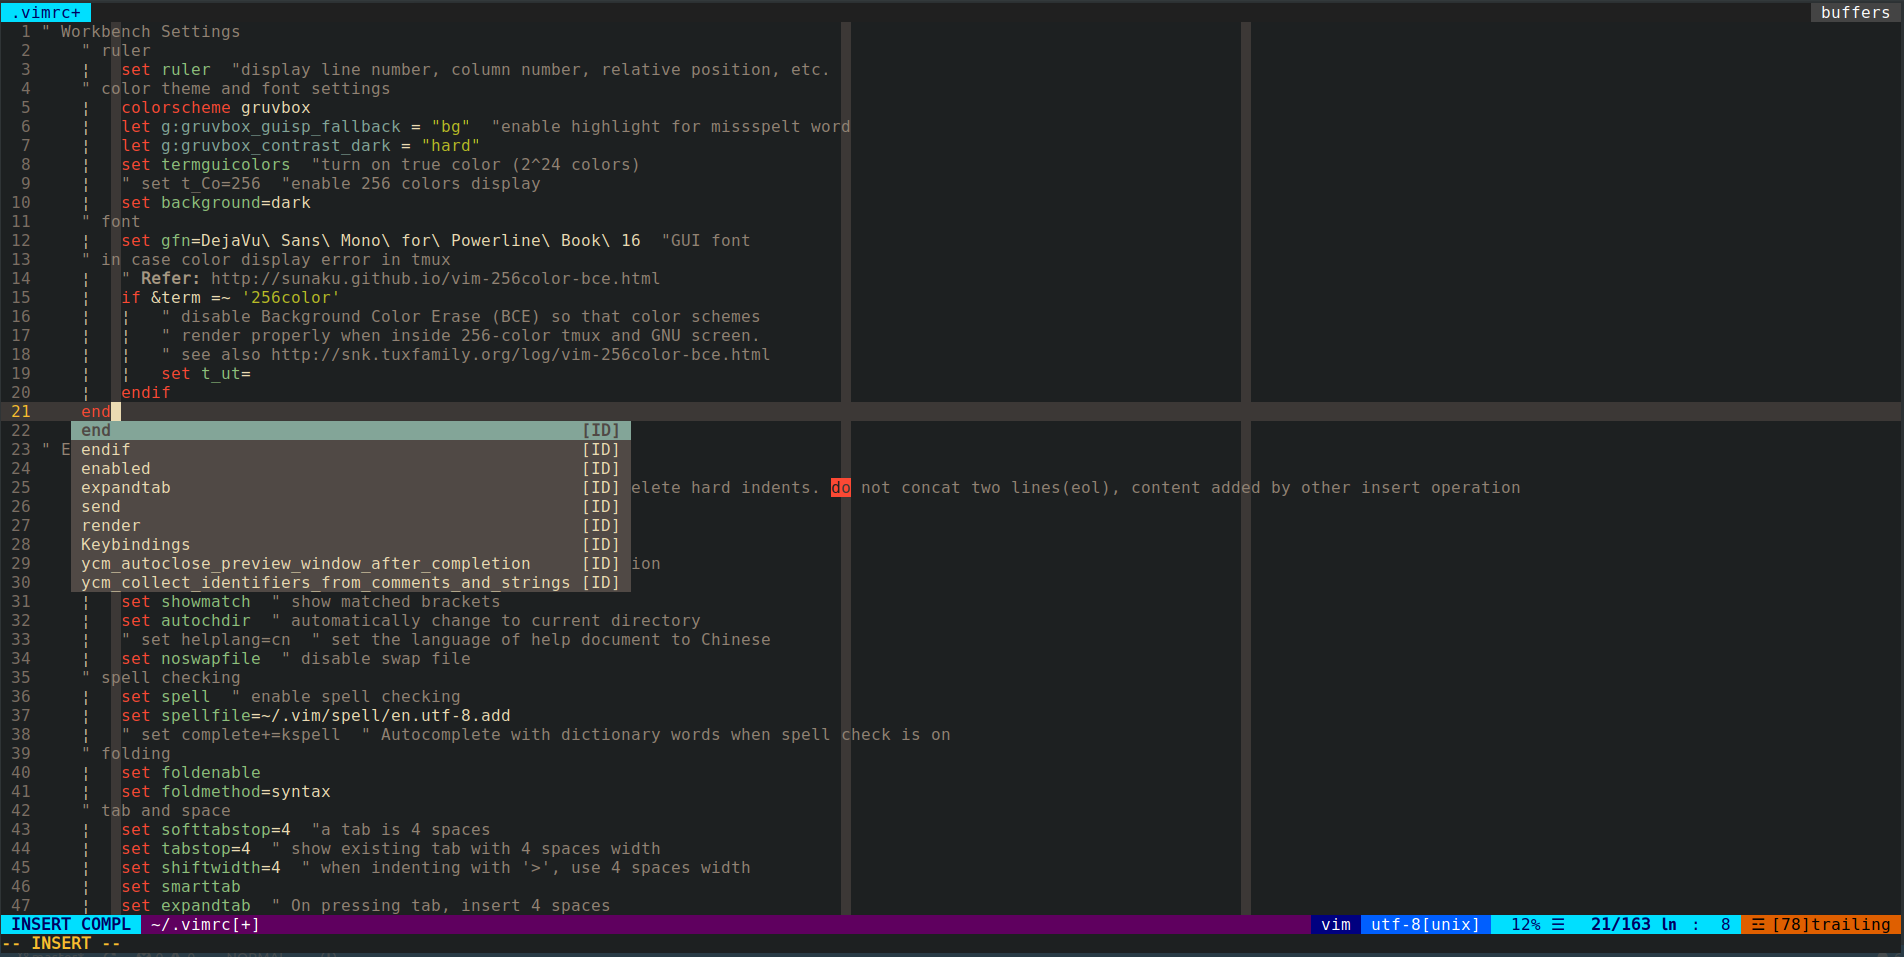 .vimrc+ buffers
1 " Workbench Settings
2 " ruler
3 ¦ set ruler "display line number, column number, relative position, etc.
4 " color theme and font settings
5 ¦ colorscheme gruvbox
6 ¦ let g:gruvbox_guisp_fallback = "bg" "enable highlight for missspelt word
7 ¦ let g:gruvbox_contrast_dark = "hard"
8 ¦ set termguicolors "turn on true color (2^24 colors)
9 ¦ " set t_Co=256 "enable 256 colors display
10 ¦ set background=dark
11 " font
12 ¦ set gfn=DejaVu\ Sans\ Mono\ for\ Powerline\ Book\ 16 "GUI font
13 " in case color display error in tmux
14 ¦ " Refer: http://sunaku.github.io/vim-256color-bce.html
15 ¦ if &term =~ '256color'
16 ¦ ¦ " disable Background Color Erase (BCE) so that color schemes
17 ¦ ¦ " render properly when inside 256-color tmux and GNU screen.
18 ¦ ¦ " see also http://snk.tuxfamily.org/log/vim-256color-bce.html
19 ¦ ¦ set t_ut=
20 ¦ endif
21 end
22 end [ID]
23 " E endif [ID]
24 enabled [ID]
25 expandtab [ID] elete hard indents. do not concat two lines(eol), content added by other insert operation
26 send [ID]
27 render [ID]
28 Keybindings [ID]
29 ycm_autoclose_preview_window_after_completion [ID] ion
30 ycm_collect_identifiers_from_comments_and_strings [ID]
31 ¦ set showmatch " show matched brackets
32 ¦ set autochdir " automatically change to current directory
33 ¦ " set helplang=cn " set the language of help document to Chinese
34 ¦ set noswapfile " disable swap file
35 " spell checking
36 ¦ set spell " enable spell checking
37 ¦ set spellfile=~/.vim/spell/en.utf-8.add
38 ¦ " set complete+=kspell " Autocomplete with dictionary words when spell check is on
39 " folding
40 ¦ set foldenable
41 ¦ set foldmethod=syntax
42 " tab and space
43 ¦ set softtabstop=4 "a tab is 4 spaces
44 ¦ set tabstop=4 " show existing tab with 4 spaces width
45 ¦ set shiftwidth=4 " when indenting with '>', use 4 spaces width
46 ¦ set smarttab
47 ¦ set expandtab " On pressing tab, insert 4 spaces
INSERT COMPL ~/.vimrc[+] vim utf-8[unix] 12% ☰ 21/163 ln : 8 ☲ [78]trailing
-- INSERT --